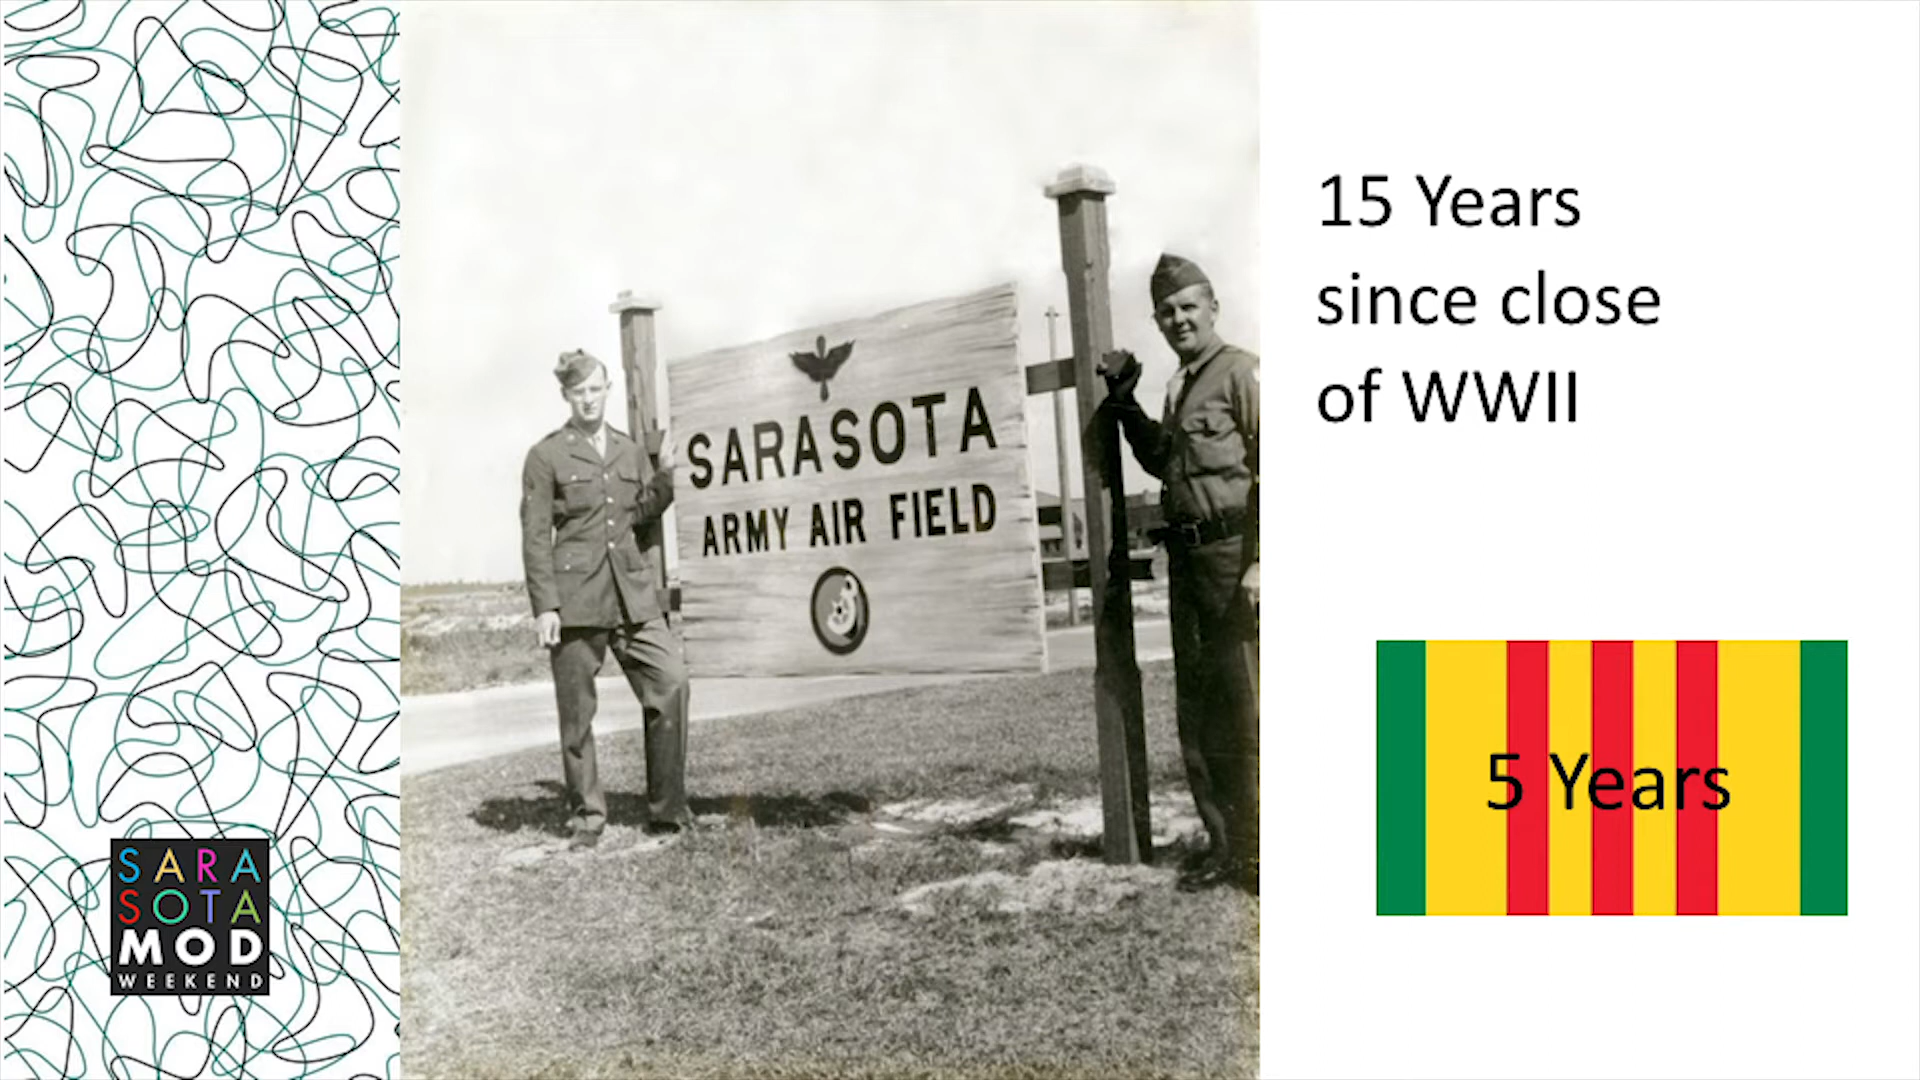 SARASOTA
ARMY AIR FIELD
15 Years
since close
of WWII
5 Years
SARA
SOTA
MOD
WEEKEND